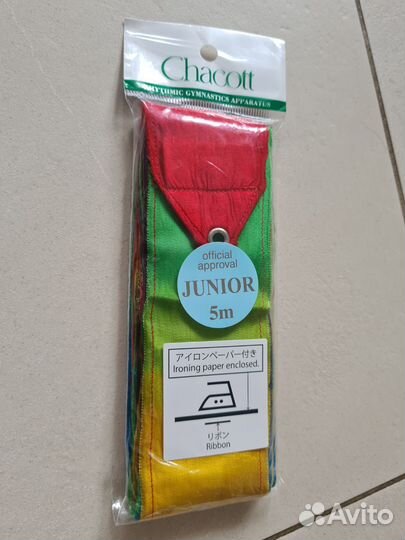 Chacott
RHYTHMIC GYMNASTICS APPARATUS
official
approval
JUNIOR
5m
アイロンペーパー付き
Ironing paper enclosed.
リボン
Ribbon
Avito